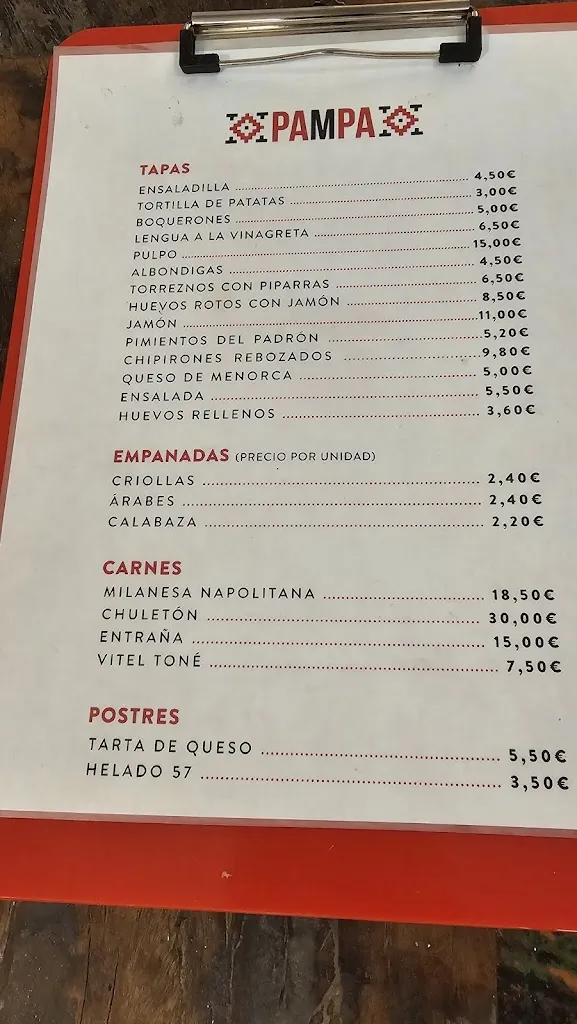 PAMPA
TAPAS
ENSALADILLA 4,50€
TORTILLA DE PATATAS 3,00€
BOQUERONES 5,00€
LENGUA A LA VINAGRETA 6,50€
PULPO 15,00€
ALBONDIGAS 4,50€
TORREZNOS CON PIPARRAS 6,50€
HUEVOS ROTOS CON JAMÓN 8,50€
JAMÓN 11,00€
PIMIENTOS DEL PADRÓN 5,20€
CHIPIRONES REBOZADOS 9,80€
QUESO DE MENORCA 5,00€
ENSALADA 5,50€
HUEVOS RELLENOS 3,60€
EMPANADAS (PRECIO POR UNIDAD)
CRIOLLAS 2,40€
ÁRABES 2,40€
CALABAZA 2,20€
CARNES
MILANESA NAPOLITANA 18,50€
CHULETÓN 30,00€
ENTRAÑA 15,00€
VITEL TONÉ 7,50€
POSTRES
TARTA DE QUESO 5,50€
HELADO 57 3,50€